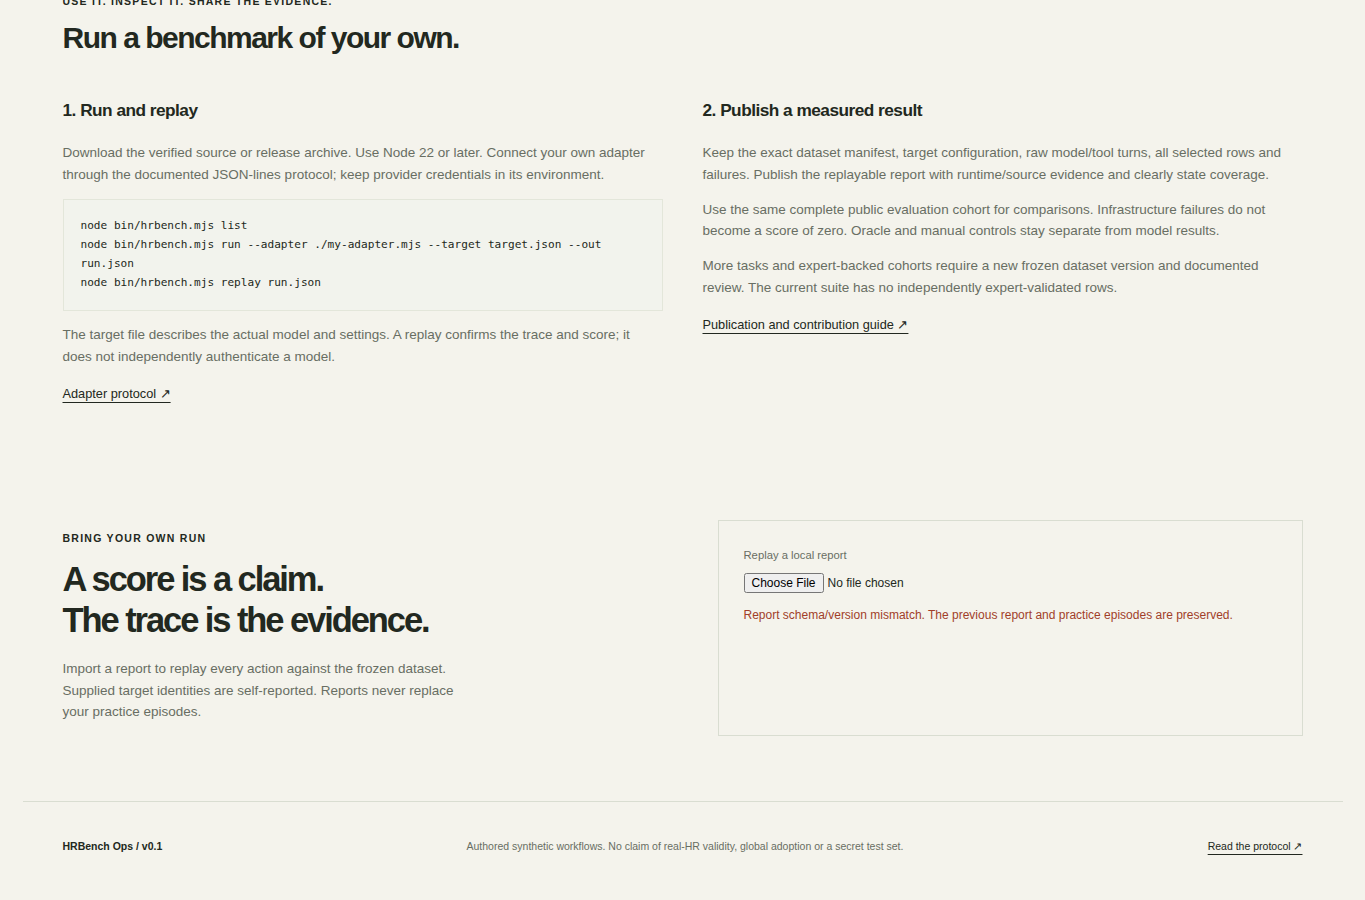 USE IT. INSPECT IT. SHARE THE EVIDENCE.
Run a benchmark of your own.
1. Run and replay
Download the verified source or release archive. Use Node 22 or later. Connect your own adapter
through the documented JSON-lines protocol; keep provider credentials in its environment.
node bin/hrbench.mjs list
node bin/hrbench.mjs run --adapter ./my-adapter.mjs --target target.json --out
run.json
node bin/hrbench.mjs replay run.json
The target file describes the actual model and settings. A replay confirms the trace and score; it
does not independently authenticate a model.
Adapter protocol ↗
2. Publish a measured result
Keep the exact dataset manifest, target configuration, raw model/tool turns, all selected rows and
failures. Publish the replayable report with runtime/source evidence and clearly state coverage.
Use the same complete public evaluation cohort for comparisons. Infrastructure failures do not
become a score of zero. Oracle and manual controls stay separate from model results.
More tasks and expert-backed cohorts require a new frozen dataset version and documented
review. The current suite has no independently expert-validated rows.
Publication and contribution guide ↗
BRING YOUR OWN RUN
A score is a claim.
The trace is the evidence.
Import a report to replay every action against the frozen dataset.
Supplied target identities are self-reported. Reports never replace
your practice episodes.
Replay a local report
Choose File No file chosen
Report schema/version mismatch. The previous report and practice episodes are preserved.
HRBench Ops / v0.1
Authored synthetic workflows. No claim of real-HR validity, global adoption or a secret test set.
Read the protocol ↗